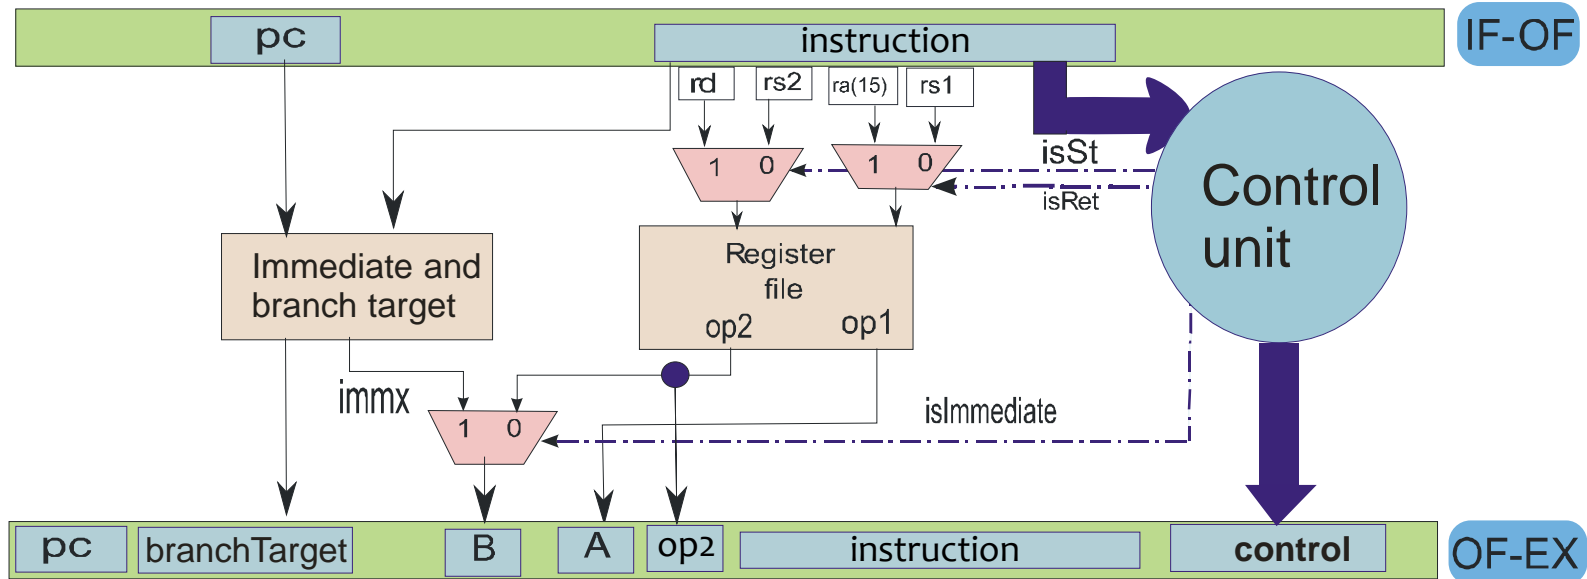 pc
instruction
IF-OF
rd
rs2
ra(15)
rs1
1 0
1 0
isSt
isRet
Control
unit
Immediate and
branch target
Register
file
op2
op1
immx
1 0
isImmediate
pc
branchTarget
B
A
op2
instruction
control
OF-EX